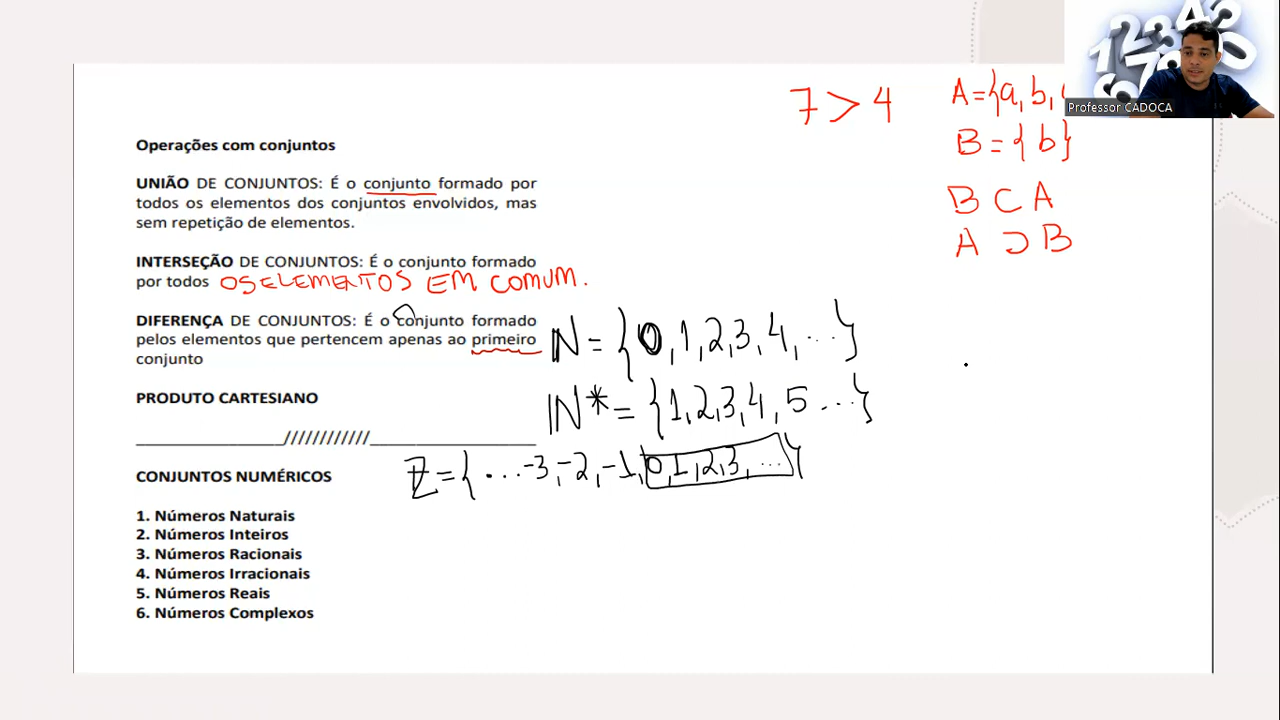 7 > 4
A={a, b,
B = { b}
B ⊂ A
A ⊃ B
Professor CADOCA
Operações com conjuntos
UNIÃO DE CONJUNTOS: É o conjunto formado por
todos os elementos dos conjuntos envolvidos, mas
sem repetição de elementos.
INTERSEÇÃO DE CONJUNTOS: É o conjunto formado
por todos OS ELEMENTOS EM COMUM.
DIFERENÇA DE CONJUNTOS: É o conjunto formado
pelos elementos que pertencem apenas ao primeiro
conjunto
ℕ = {0, 1, 2, 3, 4, ...}
ℕ* = {1, 2, 3, 4, 5 ...}
PRODUTO CARTESIANO
__________________////////////____________________
ℤ = { ... -3, -2, -1, 0, 1, 2, 3, ...}
CONJUNTOS NUMÉRICOS
1. Números Naturais
2. Números Inteiros
3. Números Racionais
4. Números Irracionais
5. Números Reais
6. Números Complexos